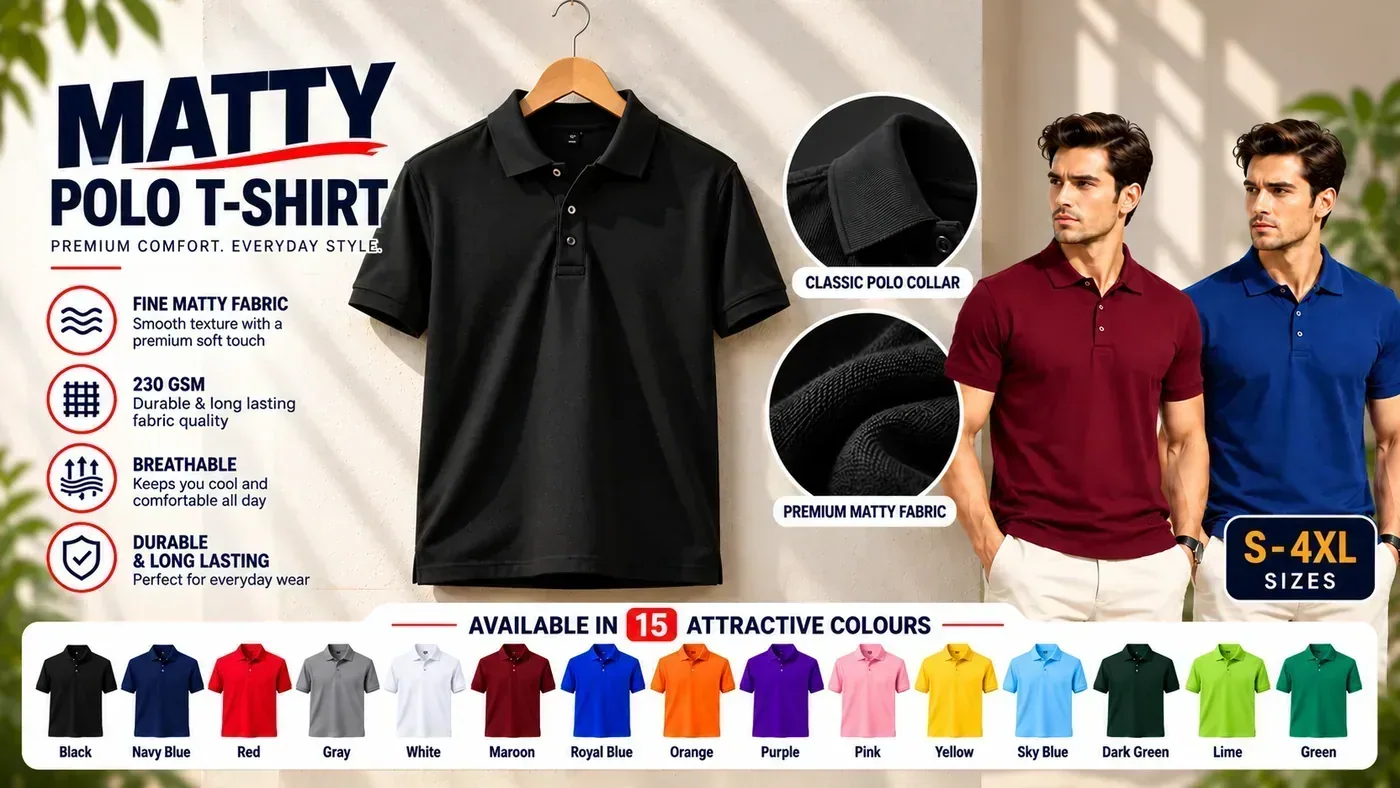 MATTY
POLO T-SHIRT
PREMIUM COMFORT. EVERYDAY STYLE.
FINE MATTY FABRIC
Smooth texture with a
premium soft touch
230 GSM
Durable & long lasting
fabric quality
BREATHABLE
Keeps you cool and
comfortable all day
DURABLE
& LONG LASTING
Perfect for everyday wear
CLASSIC POLO COLLAR
PREMIUM MATTY FABRIC
S - 4XL
SIZES
AVAILABLE IN 15 ATTRACTIVE COLOURS
Black
Navy Blue
Red
Gray
White
Maroon
Royal Blue
Orange
Purple
Pink
Yellow
Sky Blue
Dark Green
Lime
Green